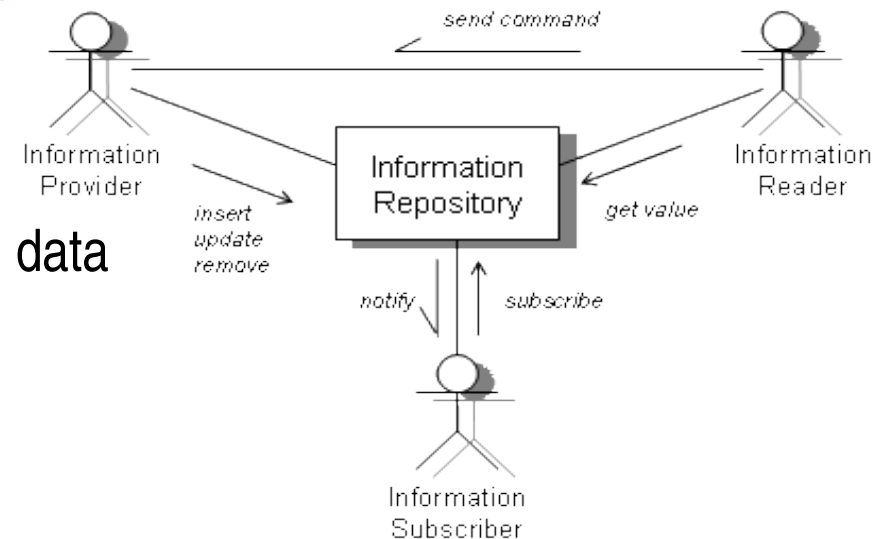 send command
Information
Provider
Information
Repository
Information
Reader
insert
update
remove
get value
data
notify
subscribe
Information
Subscriber